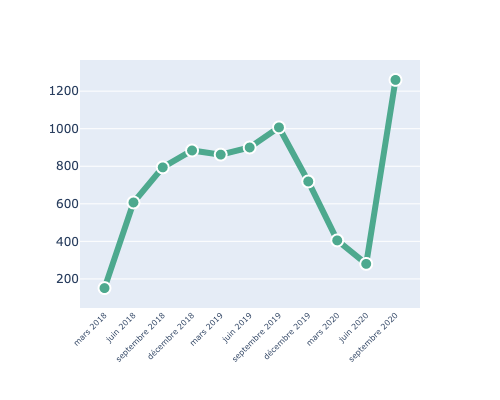 1200
1000
800
600
400
200
mars 2018
juin 2018
septembre 2018
décembre 2018
mars 2019
juin 2019
septembre 2019
décembre 2019
mars 2020
juin 2020
septembre 2020